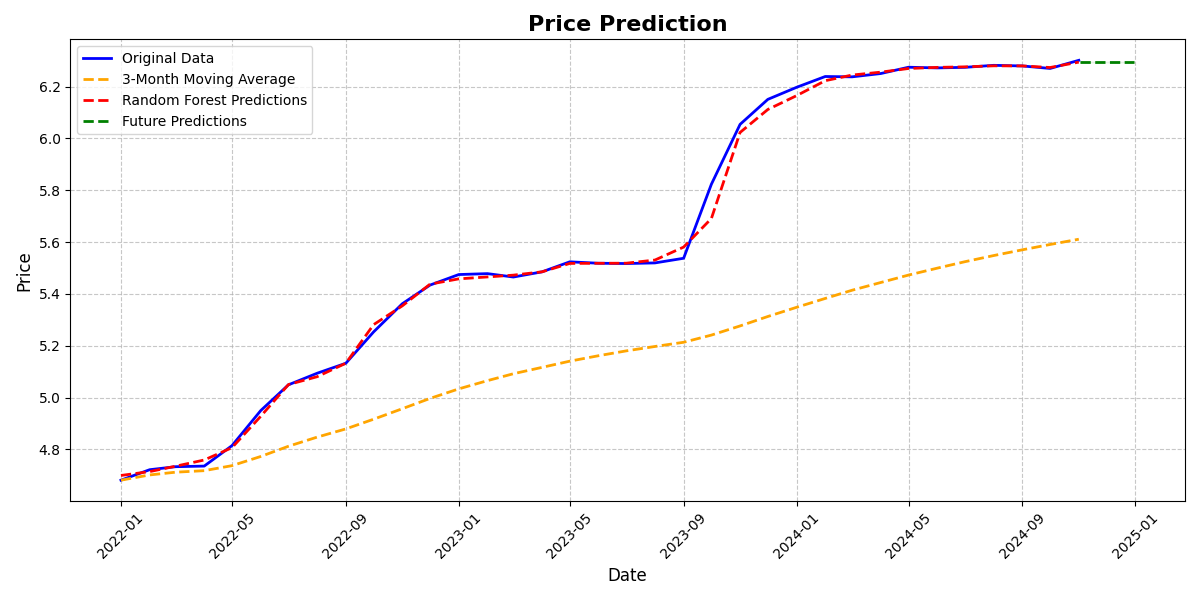 Price Prediction
Original Data
3-Month Moving Average
Random Forest Predictions
Future Predictions
Price
6.2
6.0
5.8
5.6
5.4
5.2
5.0
4.8
2022-01
2022-05
2022-09
2023-01
2023-05
2023-09
2024-01
2024-05
2024-09
2025-01
Date